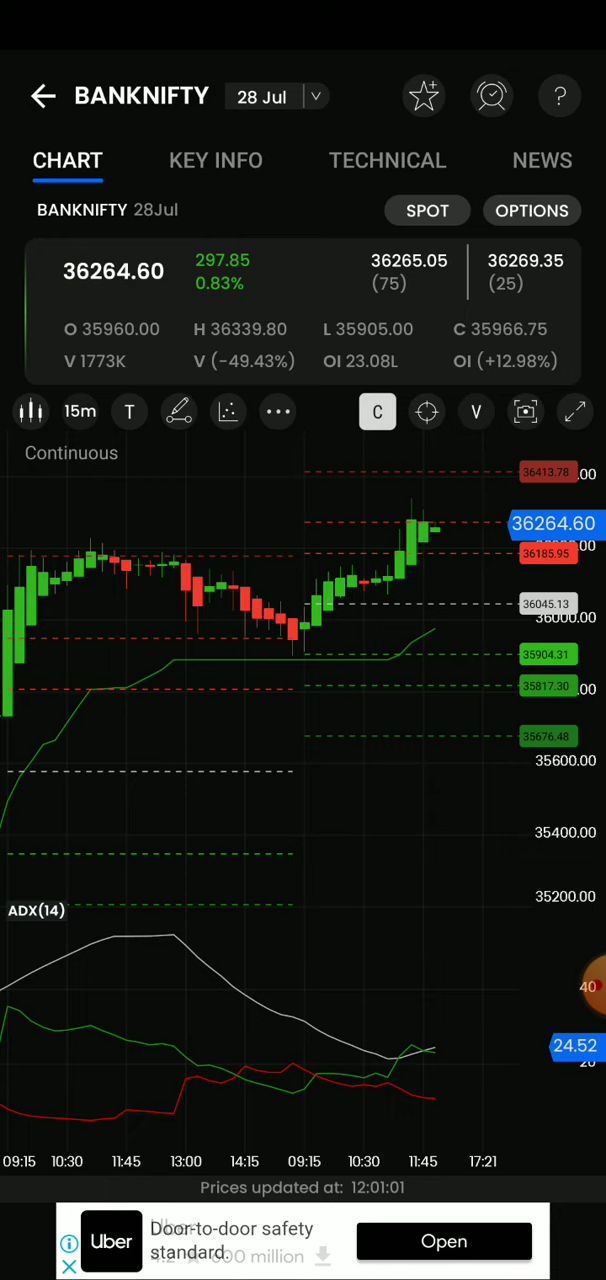 BANKNIFTY 28 Jul
CHART KEY INFO TECHNICAL NEWS
BANKNIFTY 28Jul SPOT OPTIONS
36264.60 297.85 0.83% 36265.05 (75) 36269.35 (25)
O 35960.00 H 36339.80 L 35905.00 C 35966.75
V 1773K V (-49.43%) OI 23.08L OI (+12.98%)
15m T C V
Continuous
36413.78
36264.60
36185.95
36045.13
36000.00
35904.31
35817.30
35676.48
35600.00
35400.00
35200.00
ADX(14)
40
24.52
20
09:15 10:30 11:45 13:00 14:15 09:15 10:30 11:45 17:21
Prices updated at: 12:01:01
Uber
Door-to-door safety
standard.
Open